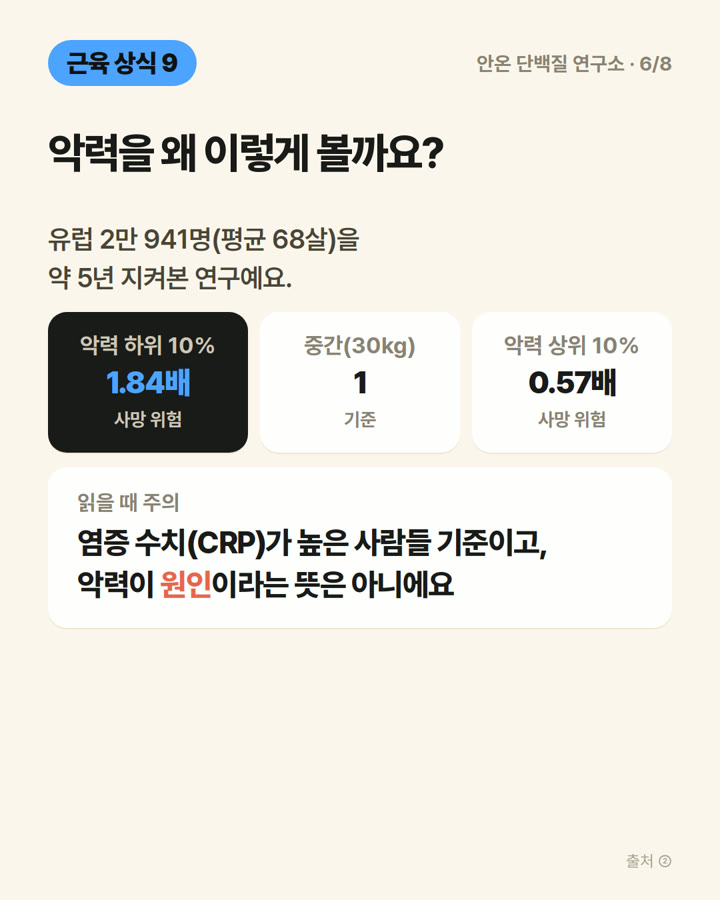 근육 상식 9
안온 단백질 연구소 · 6/8
악력을 왜 이렇게 볼까요?
유럽 2만 941명(평균 68살)을
약 5년 지켜본 연구예요.
악력 하위 10%
1.84배
사망 위험
중간(30kg)
1
기준
악력 상위 10%
0.57배
사망 위험
읽을 때 주의
염증 수치(CRP)가 높은 사람들 기준이고,
악력이 원인이라는 뜻은 아니에요
출처 ②